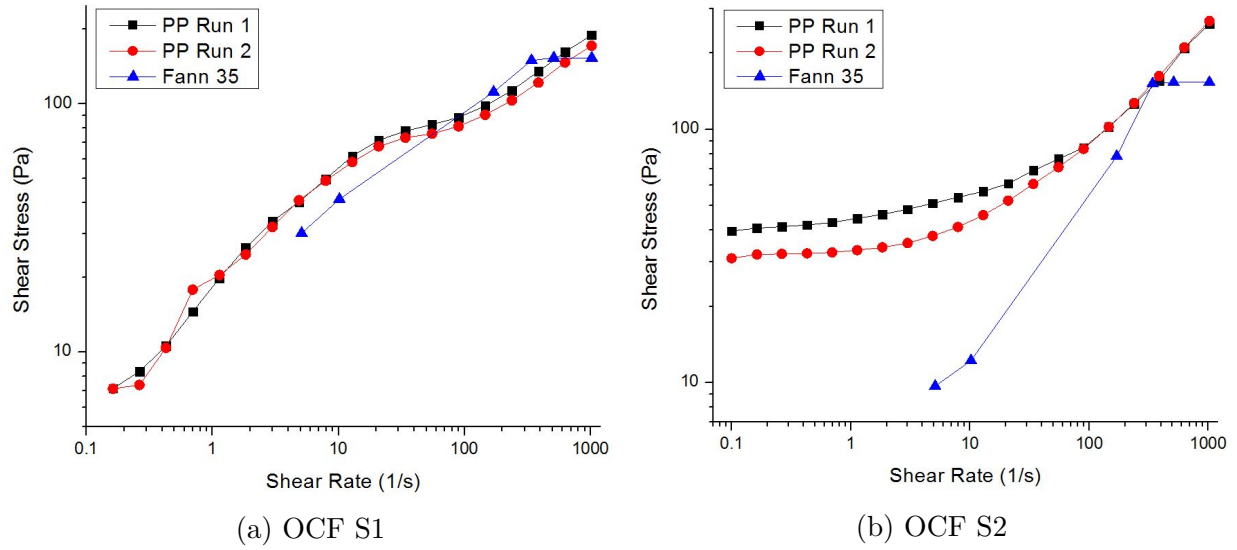 PP Run 1
PP Run 2
Fann 35
100
10
Shear Stress (Pa)
0.1
1
10
100
1000
Shear Rate (1/s)
(a) OCF S1
PP Run 1
PP Run 2
Fann 35
100
10
Shear Stress (Pa)
0.1
1
10
100
1000
Shear Rate (1/s)
(b) OCF S2